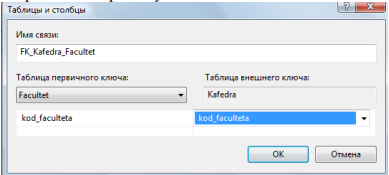 Таблицы и столбцы
Имя связи:
FK_Kafedra_Facultet
Таблица первичного ключа:
Таблица внешнего ключа:
Facultet
Kafedra
kod_faculteta
kod_faculteta
OK
Отмена